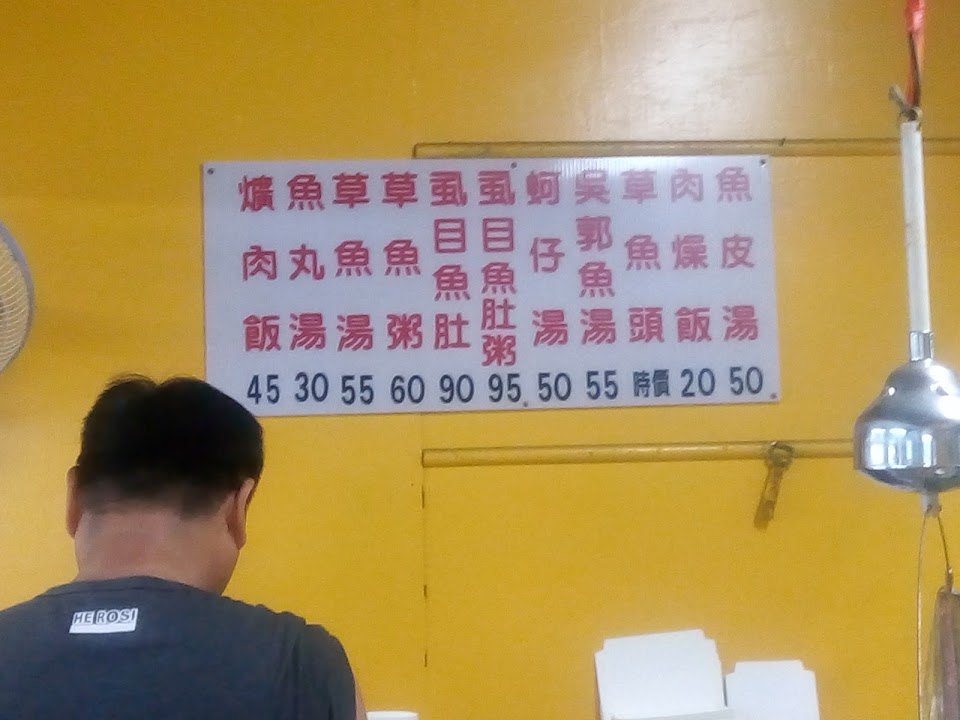 魚皮湯 50
肉燥飯 20
草魚頭 時價
吳郭魚湯 55
蚵仔湯 50
虱目魚肚粥 95
虱目魚肚 90
草魚粥 60
草魚湯 55
魚丸湯 30
爌肉飯 45
HEROSI